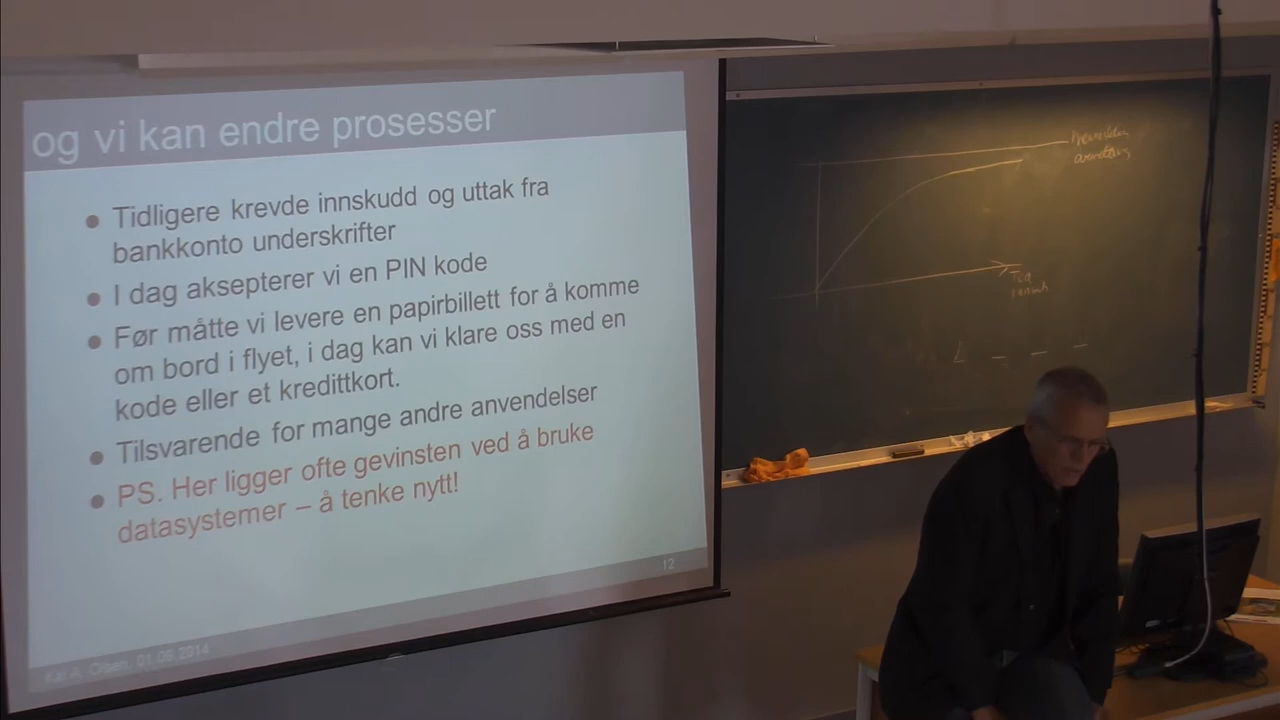 og vi kan endre prosesser
Tidligere krevde innskudd og uttak fra
bankkonto underskrifter
I dag aksepterer vi en PIN kode
Før måtte vi levere en papirbillett for å komme
om bord i flyet, i dag kan vi klare oss med en
kode eller et kredittkort.
Tilsvarende for mange andre anvendelser
PS. Her ligger ofte gevinsten ved å bruke
datasystemer – å tenke nytt!
12
Kai A. Olsen, 01.09.2014